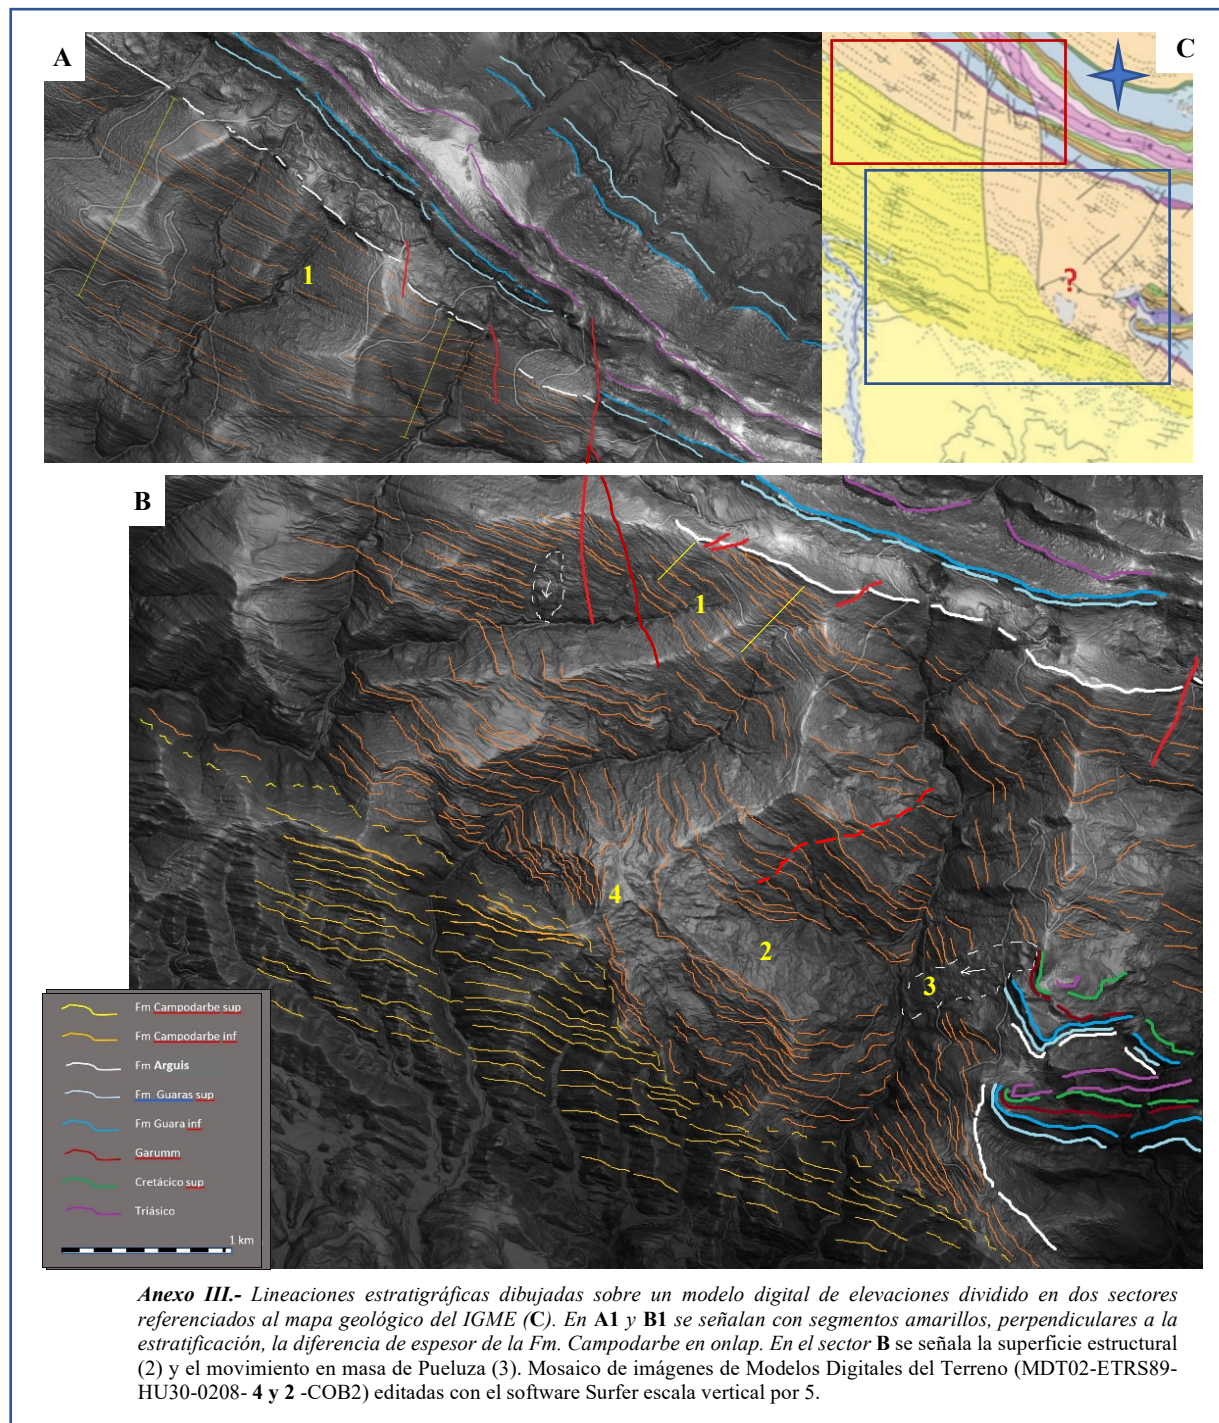 A
C
1
?
B
1
4
2
3
Fm Campodarbe sup
Fm Campodarbe inf
Fm Arguis
Fm Guaras sup
Fm Guara inf
Garumm
Cretácico sup
Triásico
1 km
Anexo III.- Lineaciones estratigráficas dibujadas sobre un modelo digital de elevaciones dividido en dos sectores
referenciados al mapa geológico del IGME (C). En A1 y B1 se señalan con segmentos amarillos, perpendiculares a la
estratificación, la diferencia de espesor de la Fm. Campodarbe en onlap. En el sector B se señala la superficie estructural
(2) y el movimiento en masa de Pueluza (3). Mosaico de imágenes de Modelos Digitales del Terreno (MDT02-ETRS89-
HU30-0208- 4 y 2 -COB2) editadas con el software Surfer escala vertical por 5.